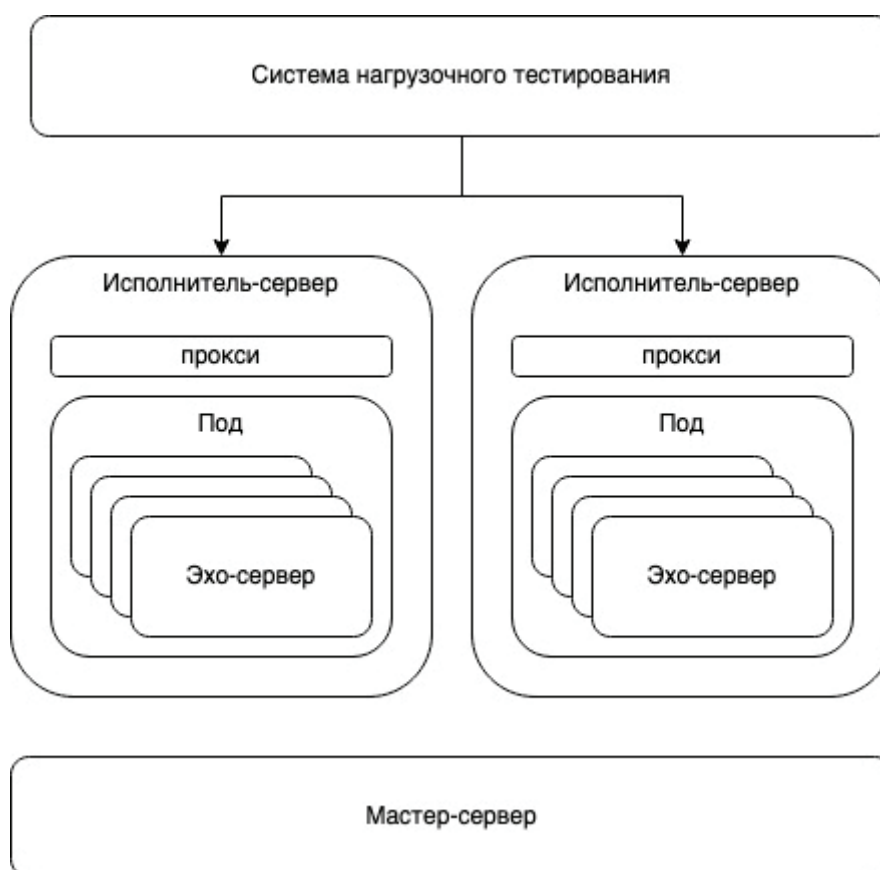 Система нагрузочного тестирования
Исполнитель-сервер
Исполнитель-сервер
прокси
прокси
Под
Под
Эхо-сервер
Эхо-сервер
Мастер-сервер